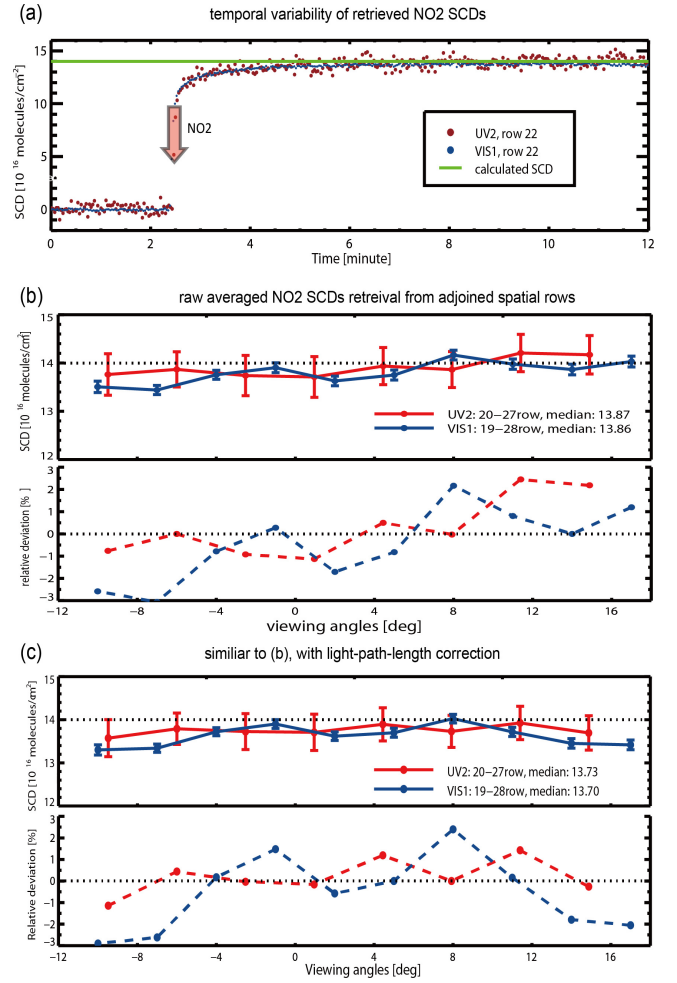 (a) temporal variability of retrieved NO2 SCDs
SCD [10 16 molecules/cm-2]
15
10
5
0
NO2
UV2, row 22
VIS1, row 22
calculated SCD
0 2 4 6 8 10 12
Time [minute]
(b) raw averaged NO2 SCDs retreival from adjoined spatial rows
SCD [10 16 molecules/cm2]
15
14
13
12
UV2: 20−27row, median: 13.87
VIS1: 19−28row, median: 13.86
relative deviation [% ]
3
2
1
0
−1
−2
−3
−12 −8 −4 0 4 8 12 16
viewing angles [deg]
(c) similiar to (b), with light-path-length correction
SCD [10 16 molecules/cm2]
15
14
13
12
UV2: 20−27row, median: 13.73
VIS1: 19−28row, median: 13.70
Relative deviation [%]
3
2
1
0
−1
−2
−3
−12 −8 −4 0 4 8 12 16
Viewing angles [deg]